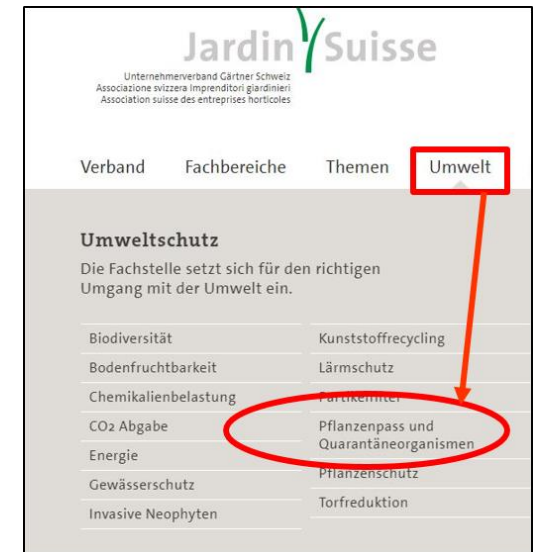 JardinSuisse
Unternehmerverband Gärtner Schweiz
Associazione svizzera imprenditori giardinieri
Association suisse des entreprises horticoles
Verband Fachbereiche Themen Umwelt
Umweltschutz
Die Fachstelle setzt sich für den richtigen
Umgang mit der Umwelt ein.
Biodiversität
Bodenfruchtbarkeit
Chemikalienbelastung
CO2 Abgabe
Energie
Gewässerschutz
Invasive Neophyten
Kunststoffrecycling
Lärmschutz
Partikelfilter
Pflanzenpass und
Quarantäneorganismen
Pflanzenschutz
Torfreduktion